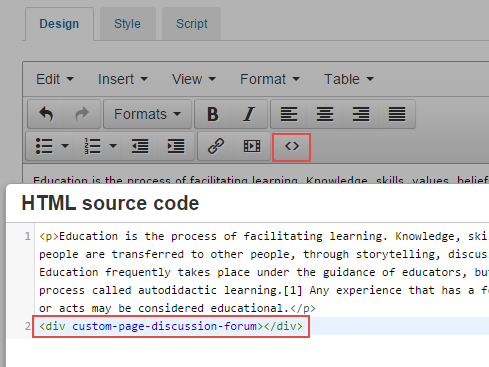 Design Style Script
Edit Insert View Format Table
Formats B I
<>
Education is the process of facilitating learning. Knowledge, skills, values, belief
HTML source code
1 <p>Education is the process of facilitating learning. Knowledge, ski
people are transferred to other people, through storytelling, discus
Education frequently takes place under the guidance of educators, bu
process called autodidactic learning.[1] Any experience that has a f
or acts may be considered educational.</p>
2 <div custom-page-discussion-forum></div>